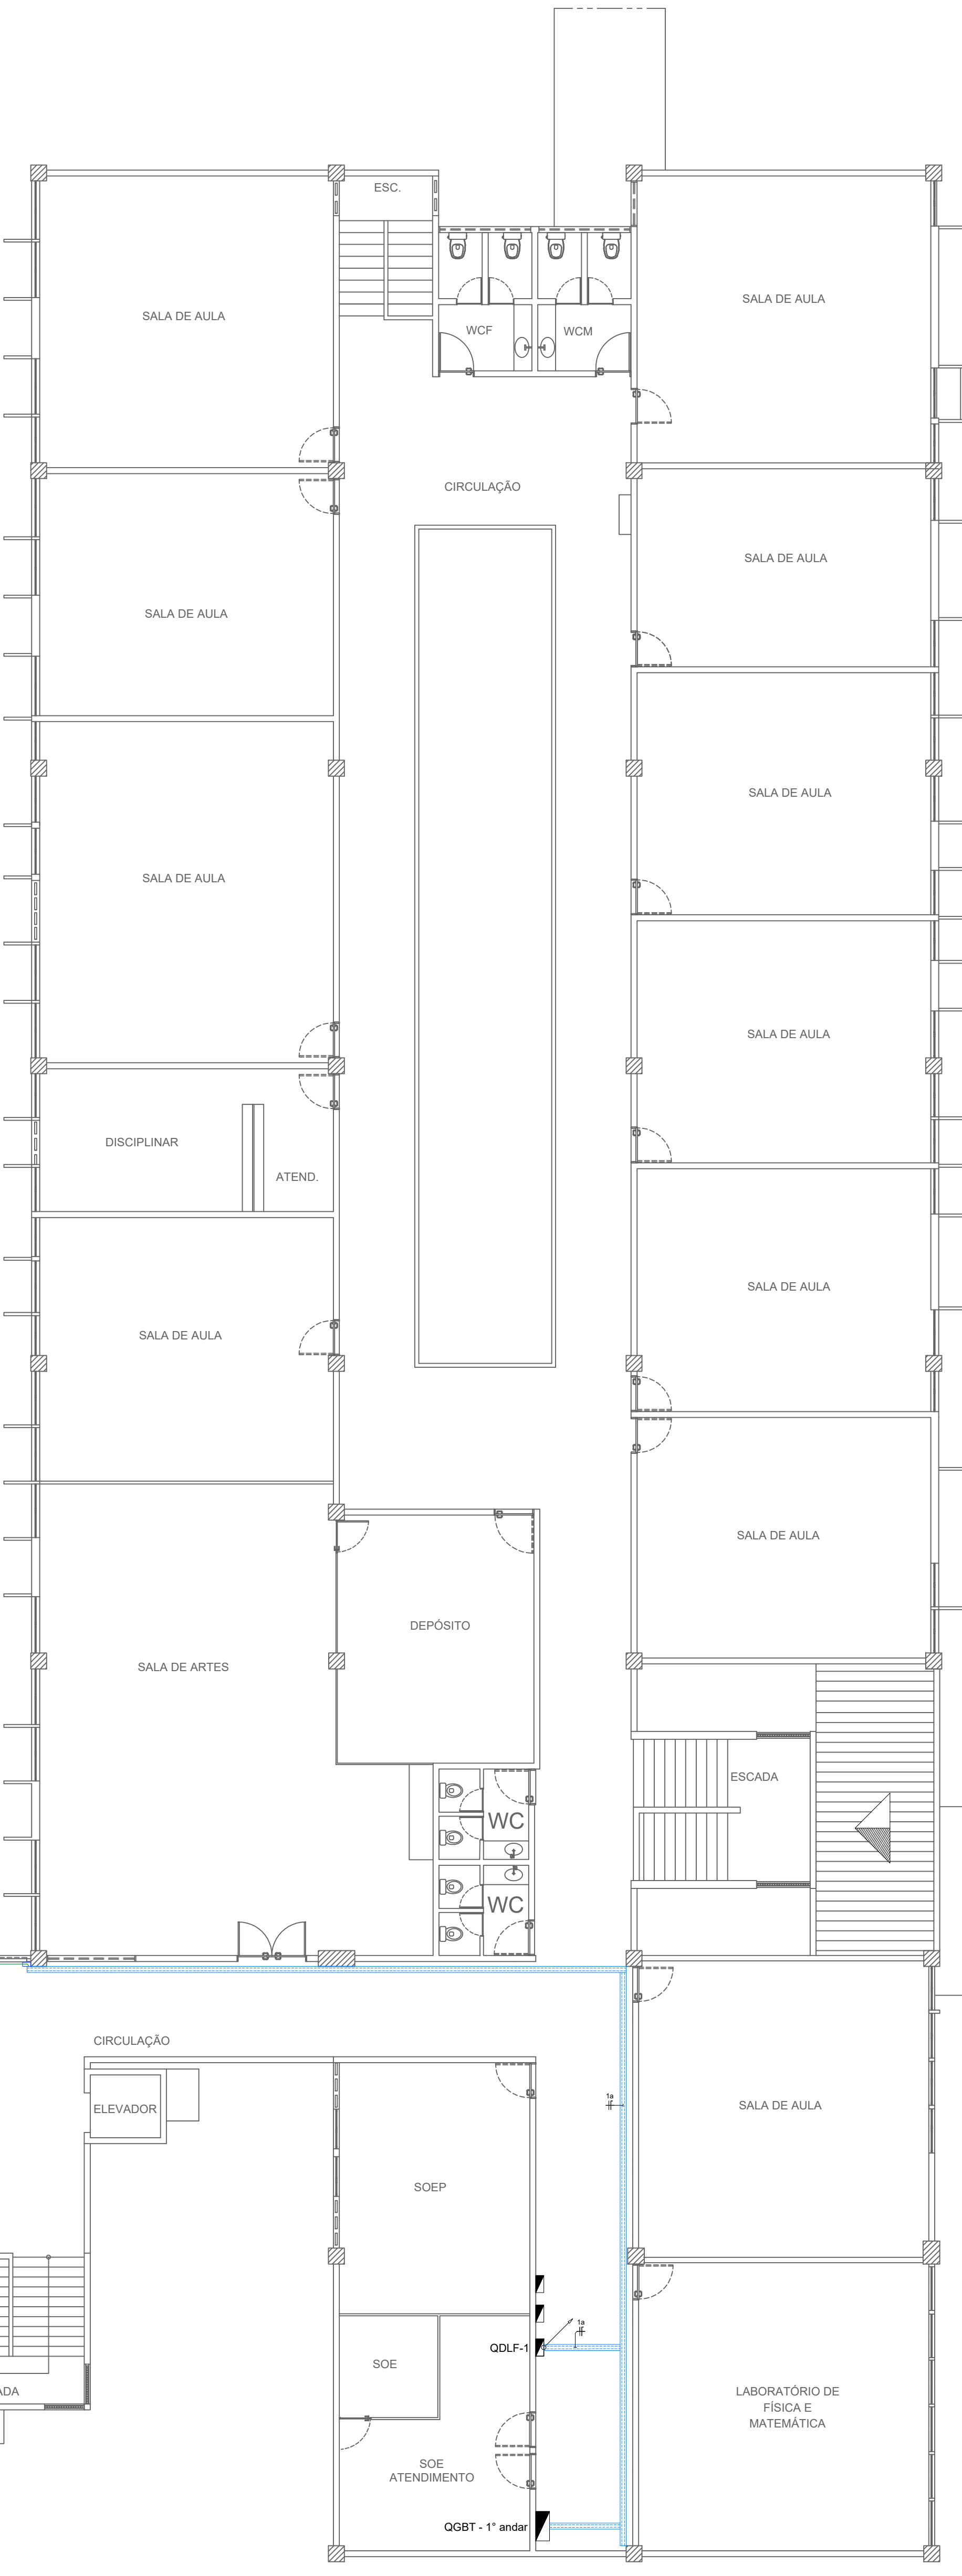 ESC.
SALA DE AULA
SALA DE AULA
WCF
WCM
CIRCULAÇÃO
SALA DE AULA
SALA DE AULA
SALA DE AULA
SALA DE AULA
SALA DE AULA
DISCIPLINAR
ATEND.
SALA DE AULA
SALA DE AULA
SALA DE AULA
DEPÓSITO
SALA DE ARTES
ESCADA
WC
WC
CIRCULAÇÃO
ELEVADOR
1a
SALA DE AULA
SOEP
1a
QDLF-1
SOE
ADA
LABORATÓRIO DE
FÍSICA E
MATEMÁTICA
SOE
ATENDIMENTO
QGBT - 1° andar